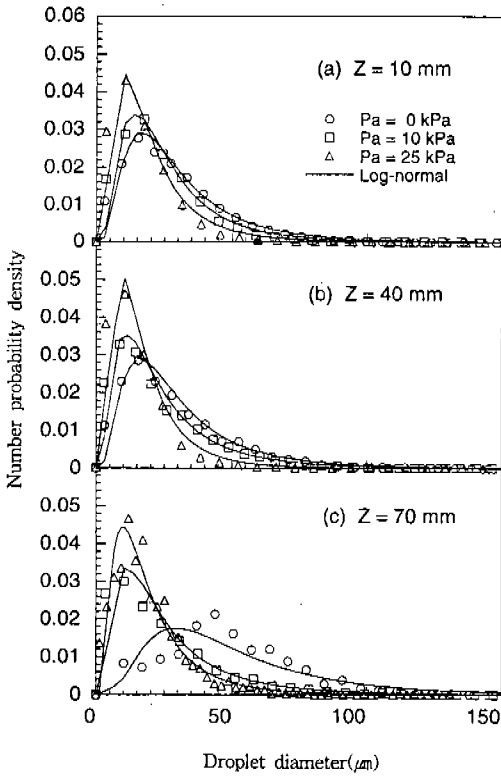 0.06
0.05
0.04
0.03
0.02
0.01
0
(a) Z = 10 mm
Pa = 0 kPa
Pa = 10 kPa
Pa = 25 kPa
Log-normal
0.05
0.04
0.03
0.02
0.01
0
(b) Z = 40 mm
0.05
0.04
0.03
0.02
0.01
0
(c) Z = 70 mm
0 50 100 150
Number probability density
Droplet diameter(μm)